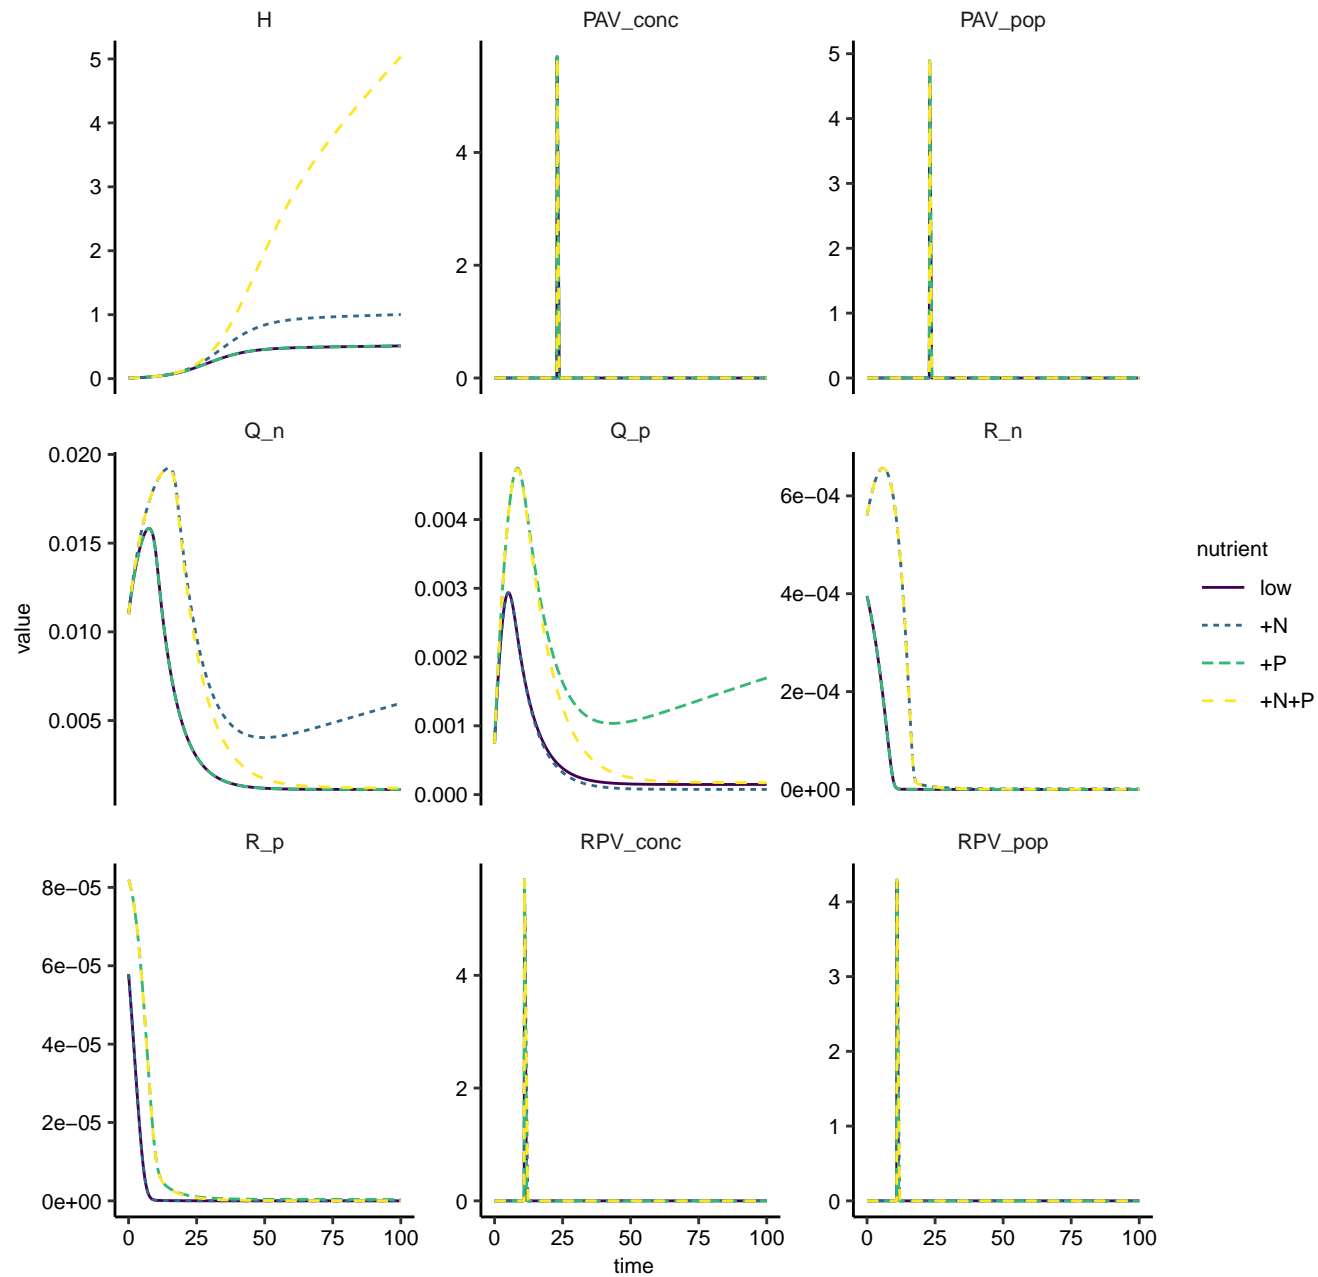 H
PAV_conc
PAV_pop
5
4
3
2
1
0
4
2
0
5
4
3
2
1
0
Q_n
Q_p
R_n
0.020
0.015
0.010
0.005
0.004
0.003
0.002
0.001
0.000
6e−04
4e−04
2e−04
0e+00
value
nutrient
low
+N
+P
+N+P
R_p
RPV_conc
RPV_pop
8e−05
6e−05
4e−05
2e−05
0e+00
4
2
0
4
3
2
1
0
0 25 50 75 100
0 25 50 75 100
0 25 50 75 100
time